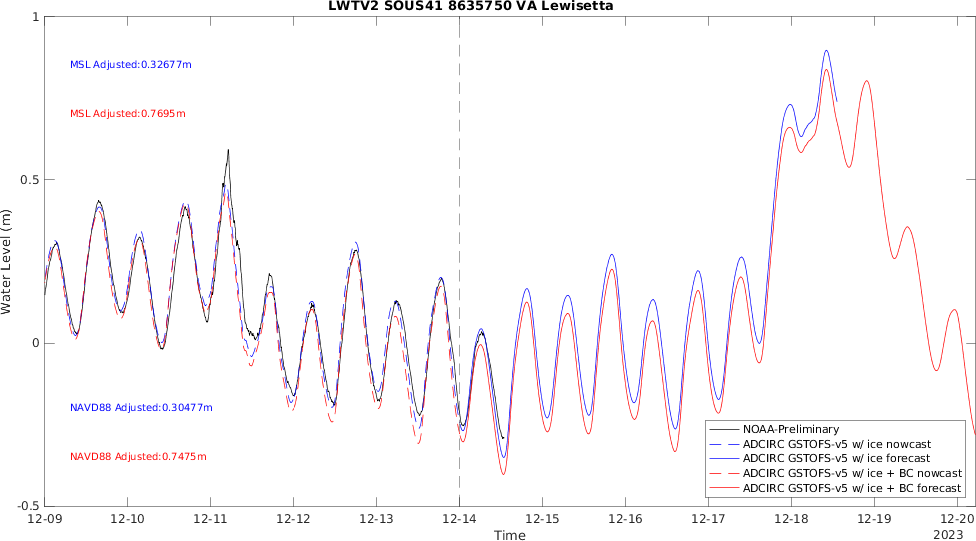 LWTV2 SOUS41 8635750 VA Lewisetta
1
MSL Adjusted:0.32677m
MSL Adjusted:0.7695m
0.5
Water Level (m)
0
NAVD88 Adjusted:0.30477m
NAVD88 Adjusted:0.7475m
NOAA-Preliminary
ADCIRC GSTOFS-v5 w/ ice nowcast
ADCIRC GSTOFS-v5 w/ ice forecast
ADCIRC GSTOFS-v5 w/ ice + BC nowcast
ADCIRC GSTOFS-v5 w/ ice + BC forecast
-0.5
12-09 12-10 12-11 12-12 12-13 12-14 12-15 12-16 12-17 12-18 12-19 12-20
Time
2023